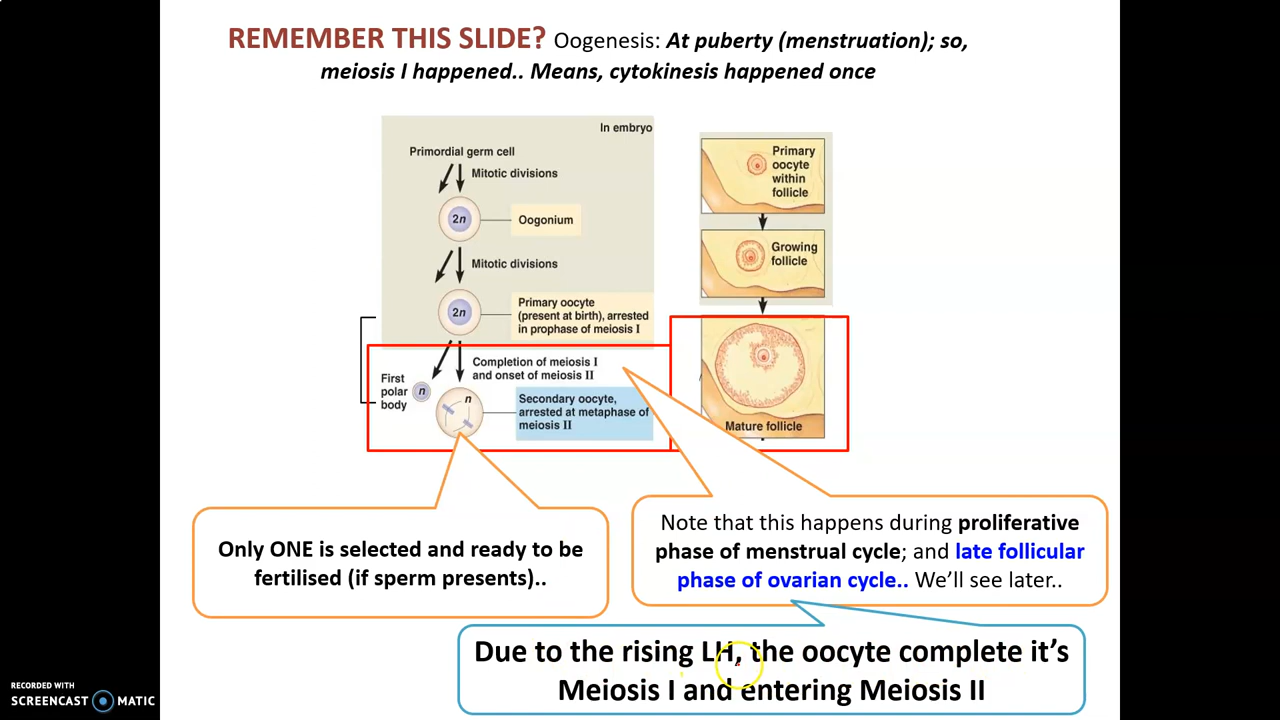 REMEMBER THIS SLIDE? Oogenesis: At puberty (menstruation); so,
meiosis I happened.. Means, cytokinesis happened once
In embryo
Primordial germ cell
Mitotic divisions
2n
Oogonium
Mitotic divisions
2n
Primary oocyte
(present at birth), arrested
in prophase of meiosis I
Completion of meiosis I
and onset of meiosis II
First
polar
body
n
n
Secondary oocyte,
arrested at metaphase of
meiosis II
Primary
oocyte
within
follicle
Growing
follicle
Mature follicle
Only ONE is selected and ready to be
fertilised (if sperm presents)..
Note that this happens during proliferative
phase of menstrual cycle; and late follicular
phase of ovarian cycle.. We'll see later..
Due to the rising LH, the oocyte complete it's
Meiosis I and entering Meiosis II
RECORDED WITH
SCREENCAST MATIC